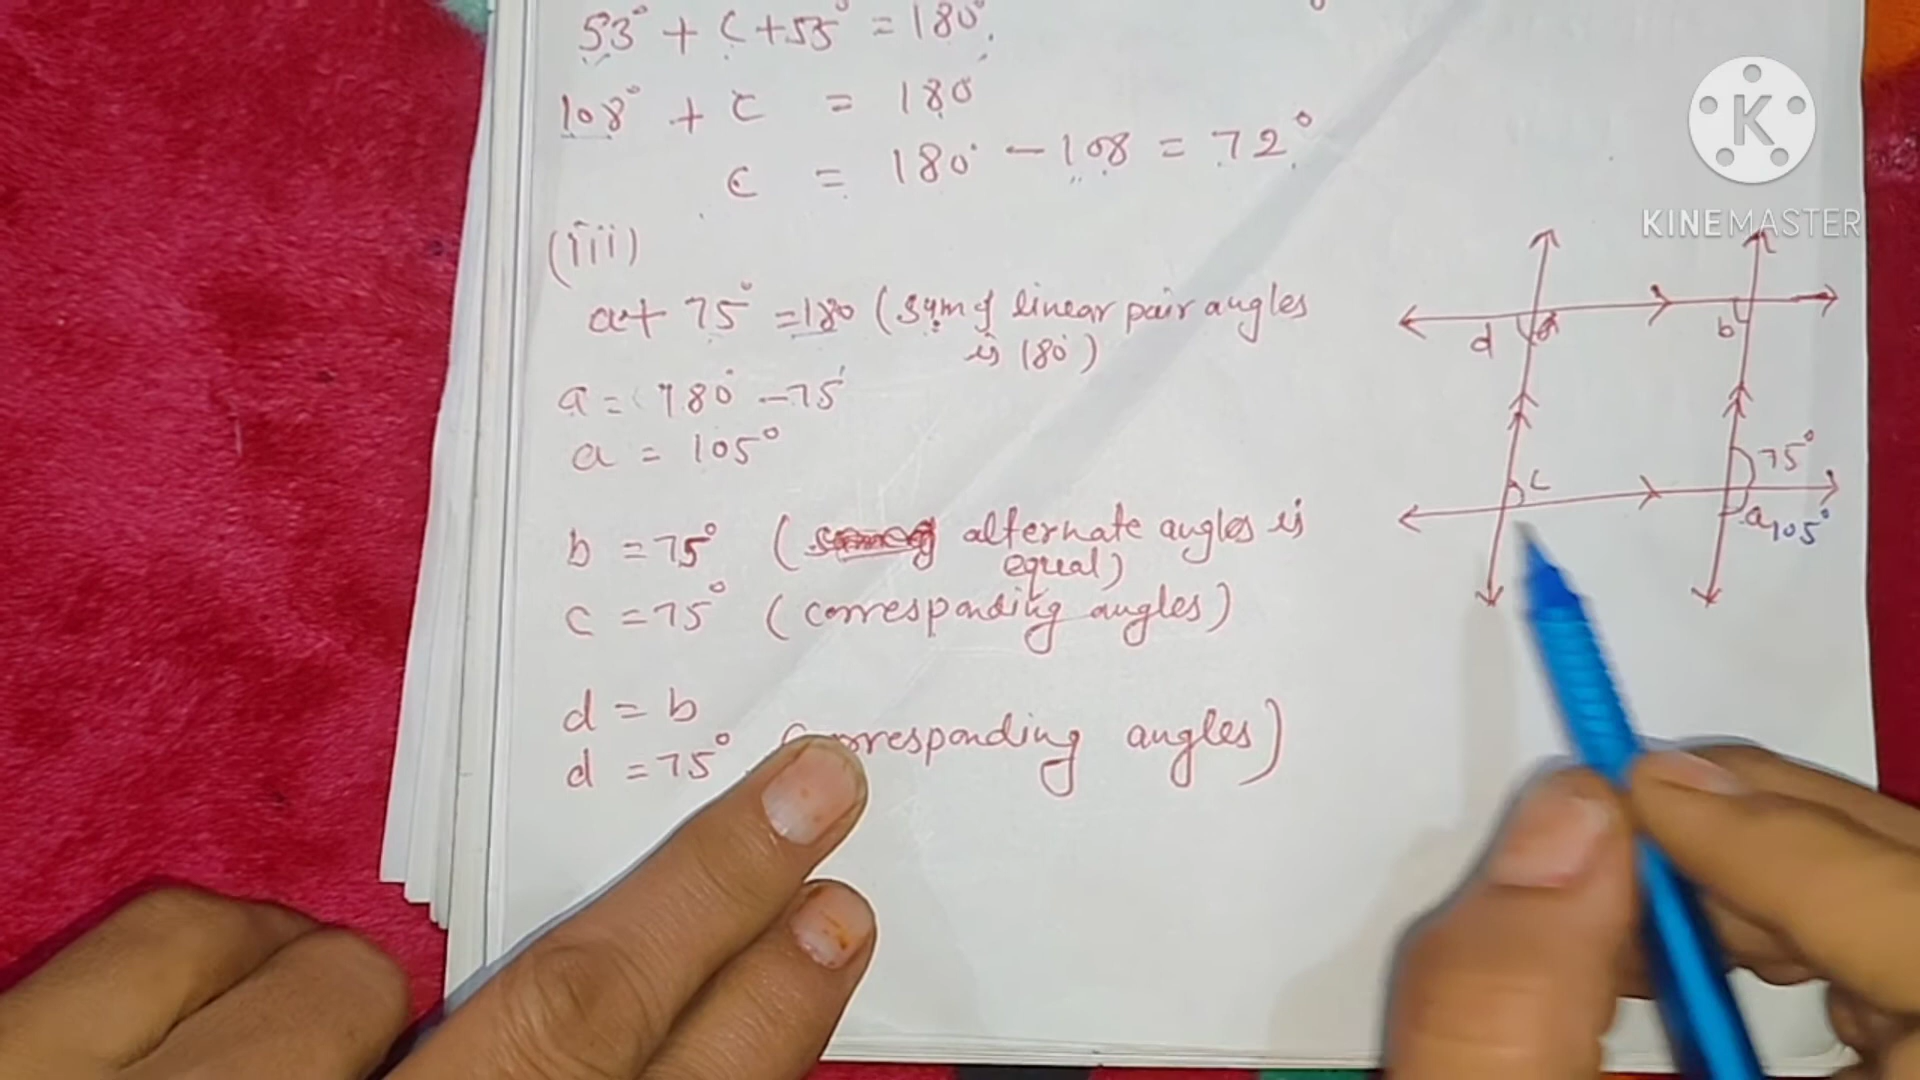 53° + C + 55° = 180°.
108° + C = 180
C = 180° - 108 = 72°
(iii)
a + 75° = 180 (sum of linear pair angles
is 180°)
a = 180° - 75°
a = 105°
b = 75° ( alternate angles is
equal)
c = 75° (corresponding angles)
d = b
d = 75° corresponding angles)
K
KINEMASTER
d
b
75°
c
a 105°